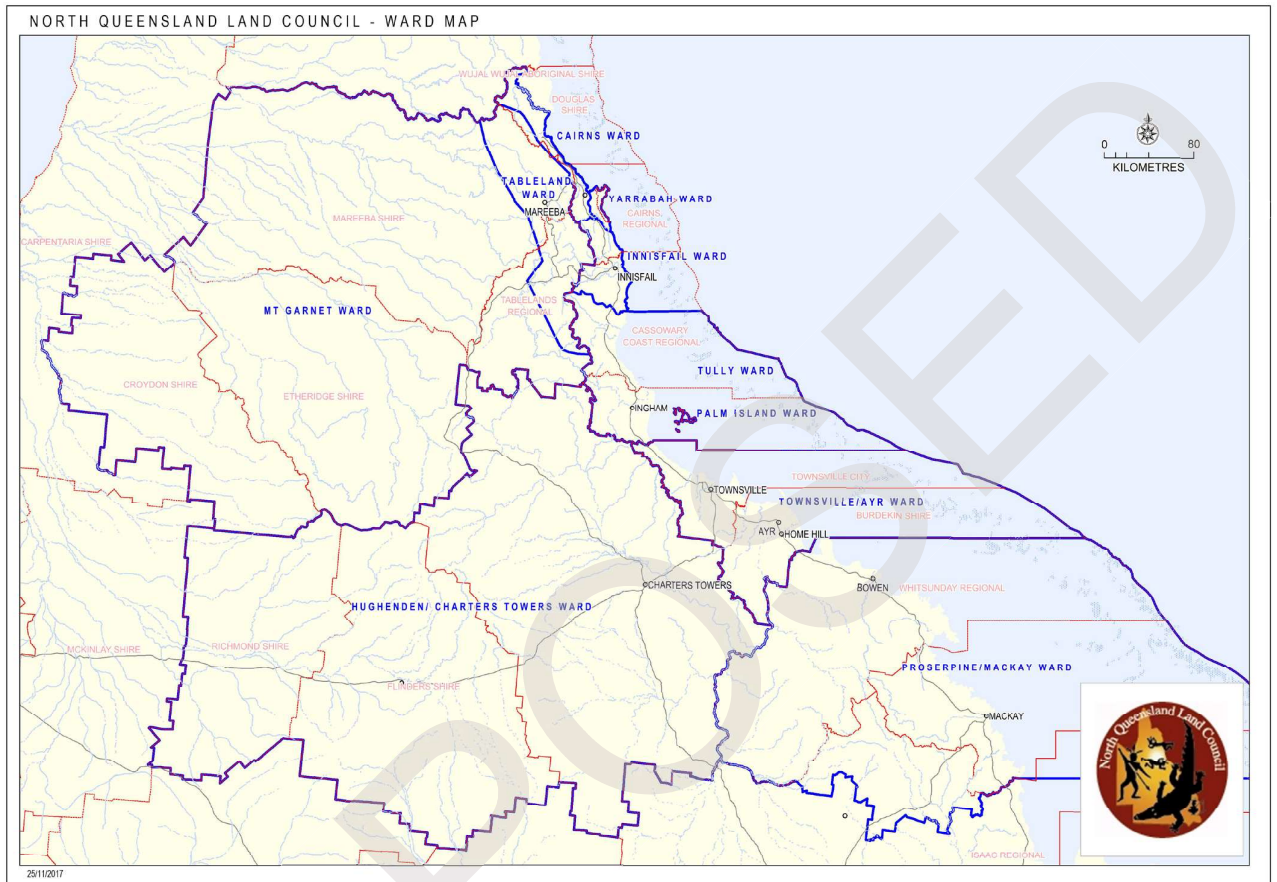 NORTH QUEENSLAND LAND COUNCIL - WARD MAP
WUJAL WUJAL ABORIGINAL SHIRE
DOUGLAS
SHIRE
CAIRNS WARD
0 80
KILOMETRES
TABLELAND
WARD
MAREEBA
YARRABAH WARD
CAIRNS
REGIONAL
MAREEBA SHIRE
CARPENTARIA SHIRE
INNISFAIL WARD
INNISFAIL
TABLELANDS
REGIONAL
MT GARNET WARD
CASSOWARY
COAST REGIONAL
TULLY WARD
CROYDON SHIRE
ETHERIDGE SHIRE
INGHAM
PALM ISLAND WARD
TOWNSVILLE CITY
TOWNSVILLE
TOWNSVILLE/AYR WARD
BURDEKIN SHIRE
AYR
HOME HILL
CHARTERS TOWERS
BOWEN
WHITSUNDAY REGIONAL
HUGHENDEN/ CHARTERS TOWERS WARD
MCKINLAY SHIRE
RICHMOND SHIRE
FLINDERS SHIRE
PROSERPINE/MACKAY WARD
MACKAY
North Queensland Land Council
ISAAC REGIONAL
25/11/2017